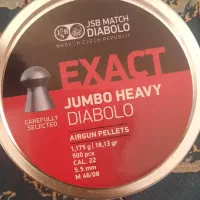 JSB MATCH
DIABOLO
MADE IN CZECH REPUBLIC
EXACT
CAREFULLY
SELECTED
JUMBO HEAVY
DIABOLO
AIRGUN PELLETS
1,175 g | 18,13 gr
500 pcs
CAL. 22
5.5 mm
M 46/08